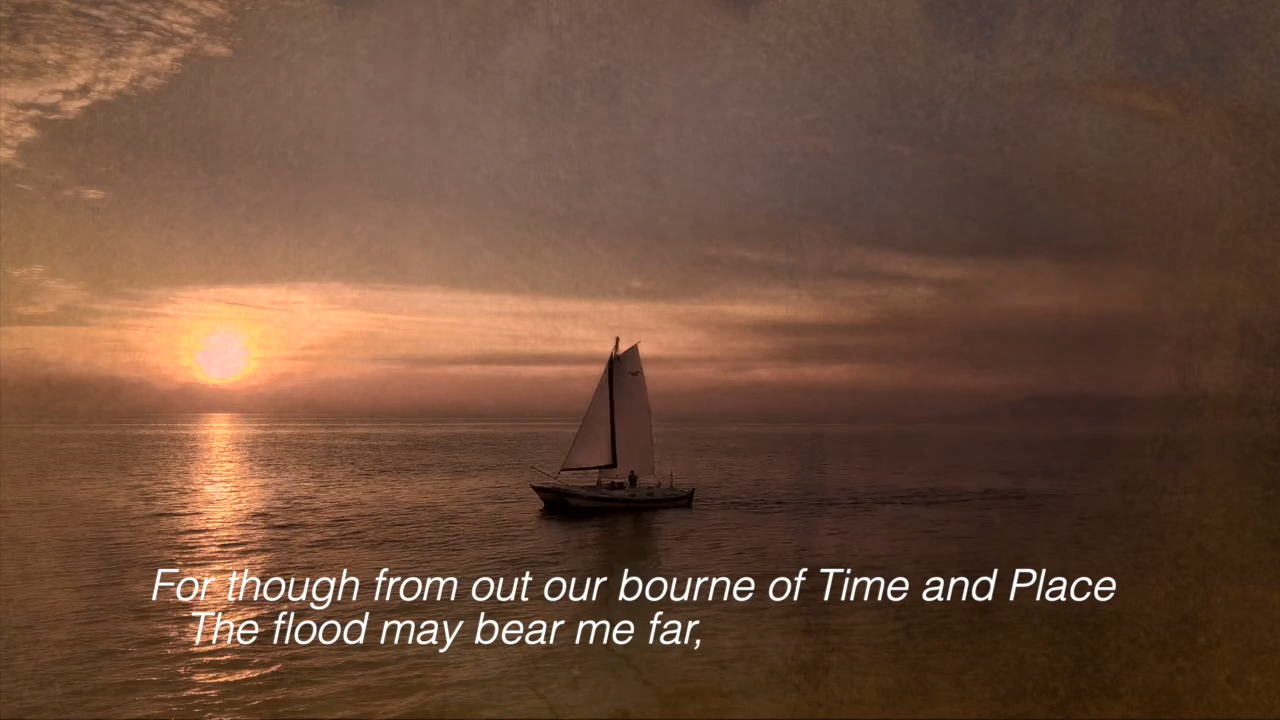 For though from out our bourne of Time and Place
The flood may bear me far,